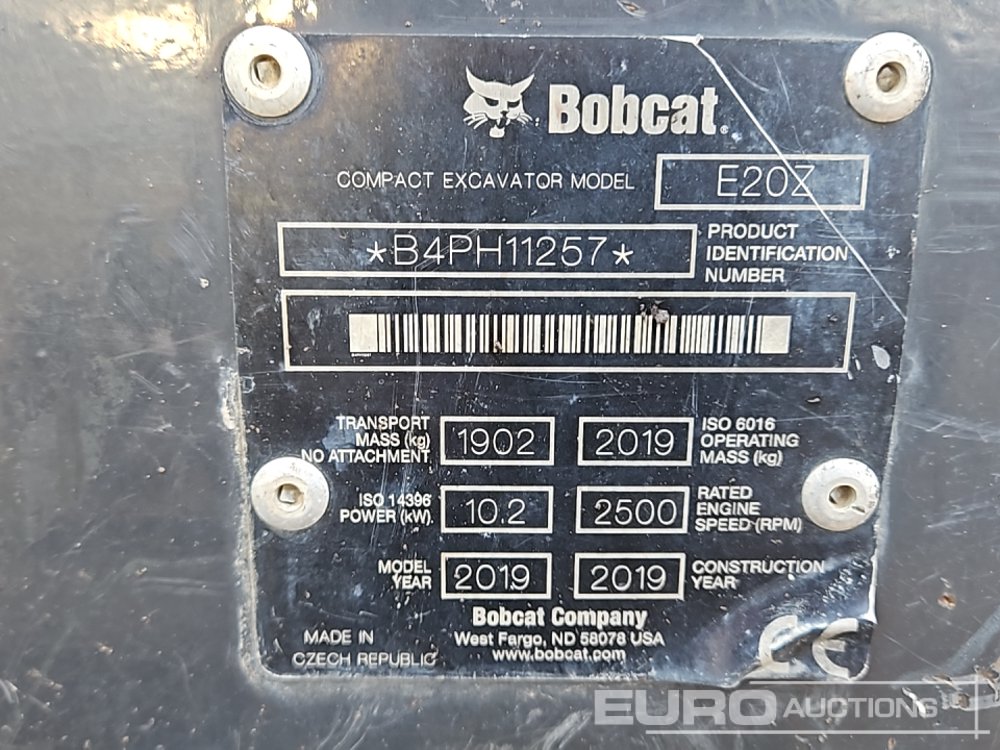 Bobcat.
COMPACT EXCAVATOR MODEL E20Z
*B4PH11257*
PRODUCT
IDENTIFICATION
NUMBER
TRANSPORT
MASS (kg)
NO ATTACHMENT
1902
2019
ISO 6016
OPERATING
MASS (kg)
ISO 14396
POWER (kW)
10.2
2500
RATED
ENGINE
SPEED (RPM)
MODEL
YEAR
2019
2019
CONSTRUCTION
YEAR
Bobcat Company
West Fargo, ND 58078 USA
www.bobcat.com
MADE IN
CZECH REPUBLIC
CE
EURO AUCTIONS